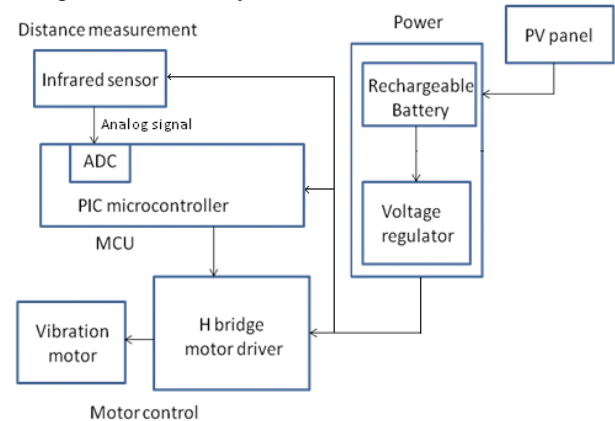 Distance measurement
Power
PV panel
Infrared sensor
Rechargeable
Battery
Analog signal
ADC
PIC microcontroller
Voltage
regulator
MCU
Vibration
motor
H bridge
motor driver
Motor control